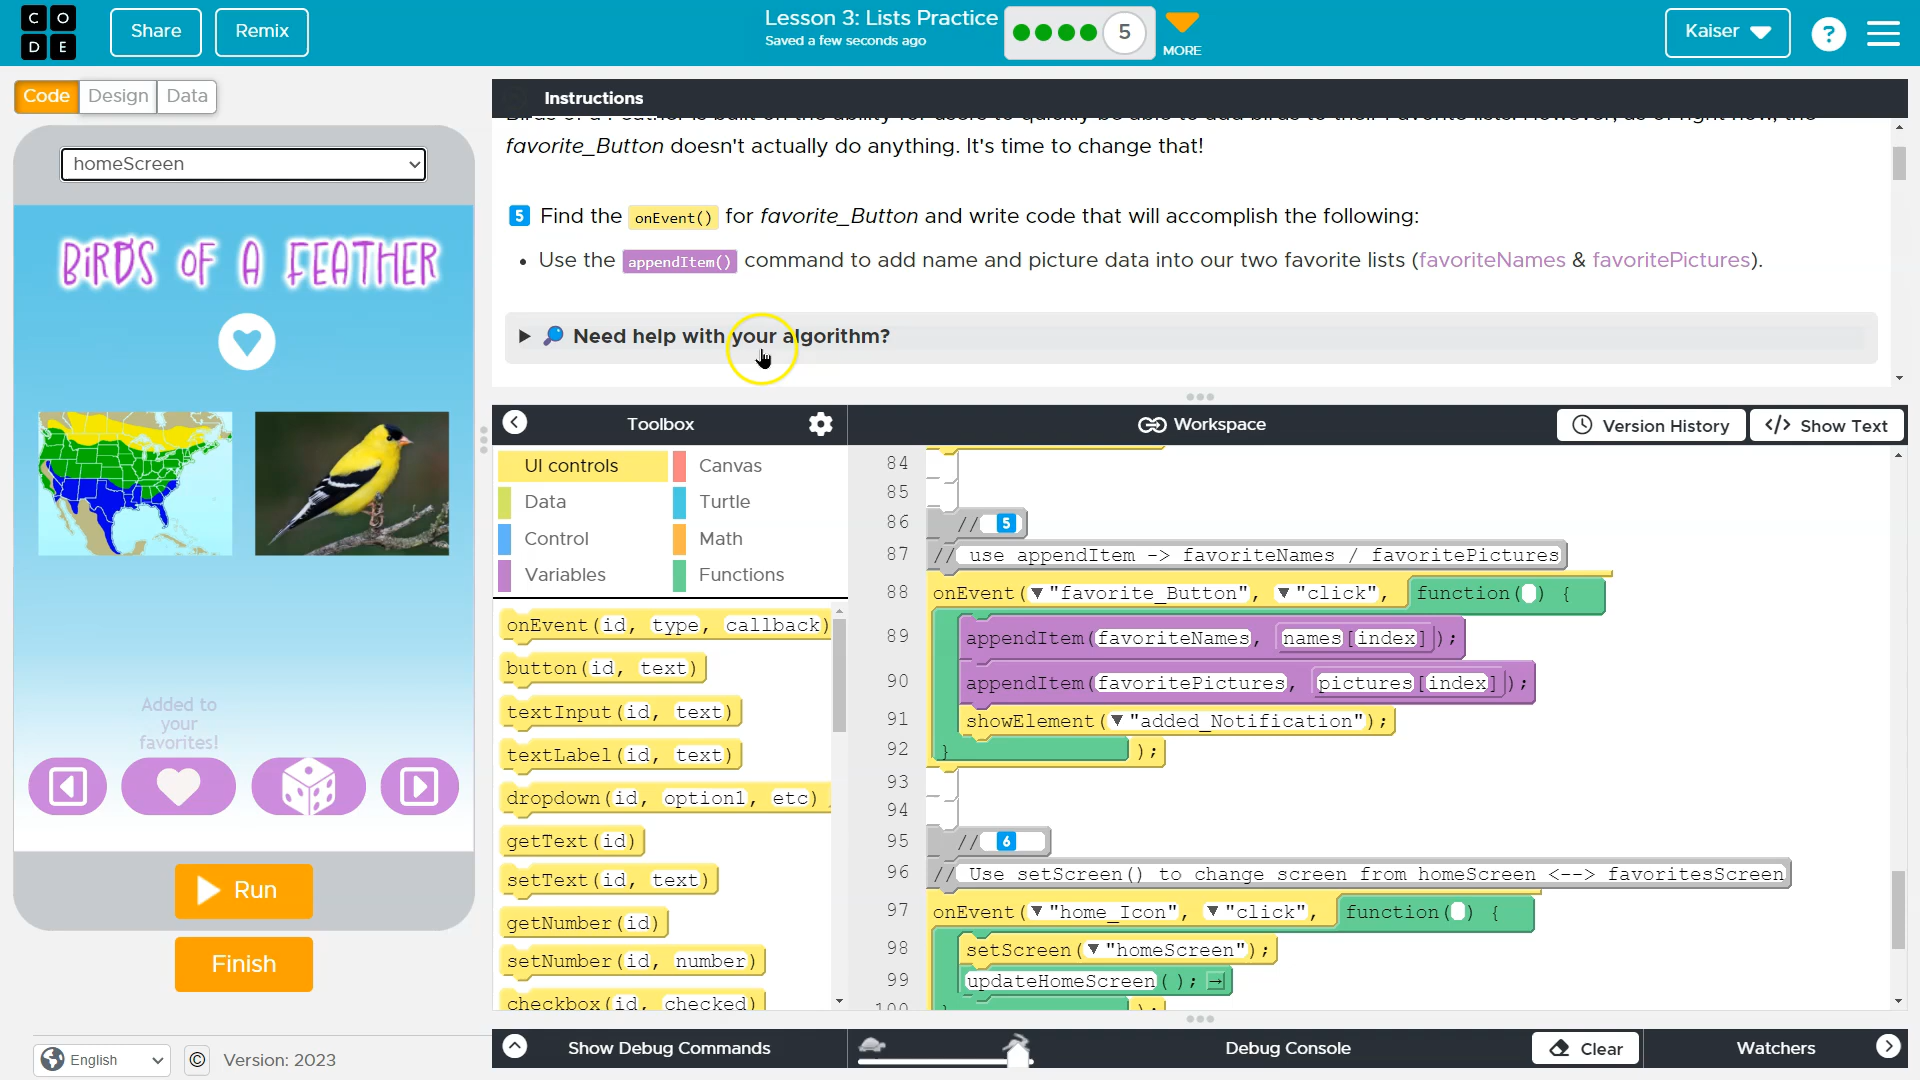 C O
D E
Share
Remix
Lesson 3: Lists Practice
Saved a few seconds ago
5
MORE
Kaiser
?
Code
Design
Data
Instructions
favorite_Button doesn't actually do anything. It's time to change that!
5 Find the onEvent() for favorite_Button and write code that will accomplish the following:
• Use the appendItem() command to add name and picture data into our two favorite lists (favoriteNames & favoritePictures).
Need help with your algorithm?
homeScreen
BIRDS OF A FEATHER
Added to
your
favorites!
Run
Finish
English
© Version: 2023
Toolbox
Workspace
Version History
</> Show Text
UI controls
Canvas
Data
Turtle
Control
Math
Variables
Functions
onEvent(id, type, callback)
button(id, text)
textInput(id, text)
textLabel(id, text)
dropdown(id, option1, etc)
getText(id)
setText(id, text)
getNumber(id)
setNumber(id, number)
checkbox(id, checked)
84
85
86 // 5
87 // use appendItem -> favoriteNames / favoritePictures
88 onEvent(▼"favorite_Button", ▼"click", function() {
89 appendItem(favoriteNames, names[index]);
90 appendItem(favoritePictures, pictures[index]);
91 showElement(▼"added_Notification");
92 } );
93
94
95 // 6
96 // Use setScreen() to change screen from homeScreen <--> favoritesScreen
97 onEvent(▼"home_Icon", ▼"click", function() {
98 setScreen(▼"homeScreen");
99 updateHomeScreen();
100 } );
Show Debug Commands
Debug Console
Clear
Watchers